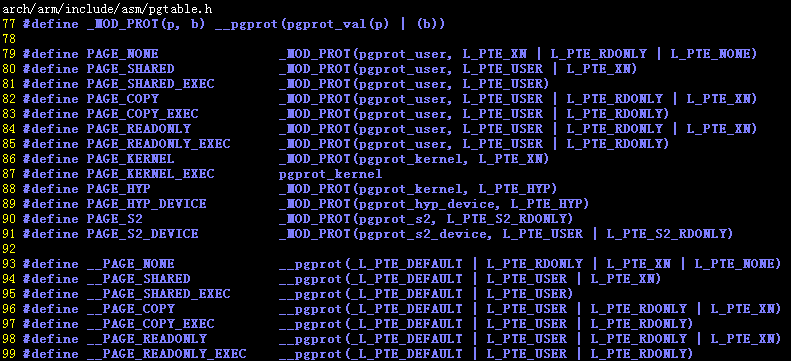 arch/arm/include/asm/pgtable.h
77 #define _MOD_PROT(p, b) __pgprot(pgprot_val(p) | (b))
78
79 #define PAGE_NONE _MOD_PROT(pgprot_user, L_PTE_XN | L_PTE_RDONLY | L_PTE_NONE)
80 #define PAGE_SHARED _MOD_PROT(pgprot_user, L_PTE_USER | L_PTE_XN)
81 #define PAGE_SHARED_EXEC _MOD_PROT(pgprot_user, L_PTE_USER)
82 #define PAGE_COPY _MOD_PROT(pgprot_user, L_PTE_USER | L_PTE_RDONLY | L_PTE_XN)
83 #define PAGE_COPY_EXEC _MOD_PROT(pgprot_user, L_PTE_USER | L_PTE_RDONLY)
84 #define PAGE_READONLY _MOD_PROT(pgprot_user, L_PTE_USER | L_PTE_RDONLY | L_PTE_XN)
85 #define PAGE_READONLY_EXEC _MOD_PROT(pgprot_user, L_PTE_USER | L_PTE_RDONLY)
86 #define PAGE_KERNEL _MOD_PROT(pgprot_kernel, L_PTE_XN)
87 #define PAGE_KERNEL_EXEC pgprot_kernel
88 #define PAGE_HYP _MOD_PROT(pgprot_kernel, L_PTE_HYP)
89 #define PAGE_HYP_DEVICE _MOD_PROT(pgprot_hyp_device, L_PTE_HYP)
90 #define PAGE_S2 _MOD_PROT(pgprot_s2, L_PTE_S2_RDONLY)
91 #define PAGE_S2_DEVICE _MOD_PROT(pgprot_s2_device, L_PTE_USER | L_PTE_S2_RDONLY)
92
93 #define __PAGE_NONE __pgprot(_L_PTE_DEFAULT | L_PTE_RDONLY | L_PTE_XN | L_PTE_NONE)
94 #define __PAGE_SHARED __pgprot(_L_PTE_DEFAULT | L_PTE_USER | L_PTE_XN)
95 #define __PAGE_SHARED_EXEC __pgprot(_L_PTE_DEFAULT | L_PTE_USER)
96 #define __PAGE_COPY __pgprot(_L_PTE_DEFAULT | L_PTE_USER | L_PTE_RDONLY | L_PTE_XN)
97 #define __PAGE_COPY_EXEC __pgprot(_L_PTE_DEFAULT | L_PTE_USER | L_PTE_RDONLY)
98 #define __PAGE_READONLY __pgprot(_L_PTE_DEFAULT | L_PTE_USER | L_PTE_RDONLY | L_PTE_XN)
99 #define __PAGE_READONLY_EXEC __pgprot(_L_PTE_DEFAULT | L_PTE_USER | L_PTE_RDONLY)